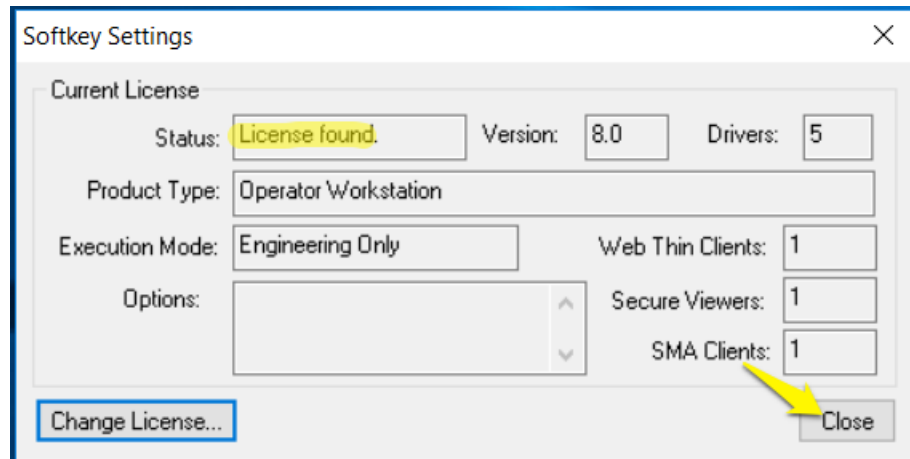 Softkey Settings
Current License
Status: License found. Version: 8.0 Drivers: 5
Product Type: Operator Workstation
Execution Mode: Engineering Only Web Thin Clients: 1
Options: Secure Viewers: 1
SMA Clients: 1
Change License... Close